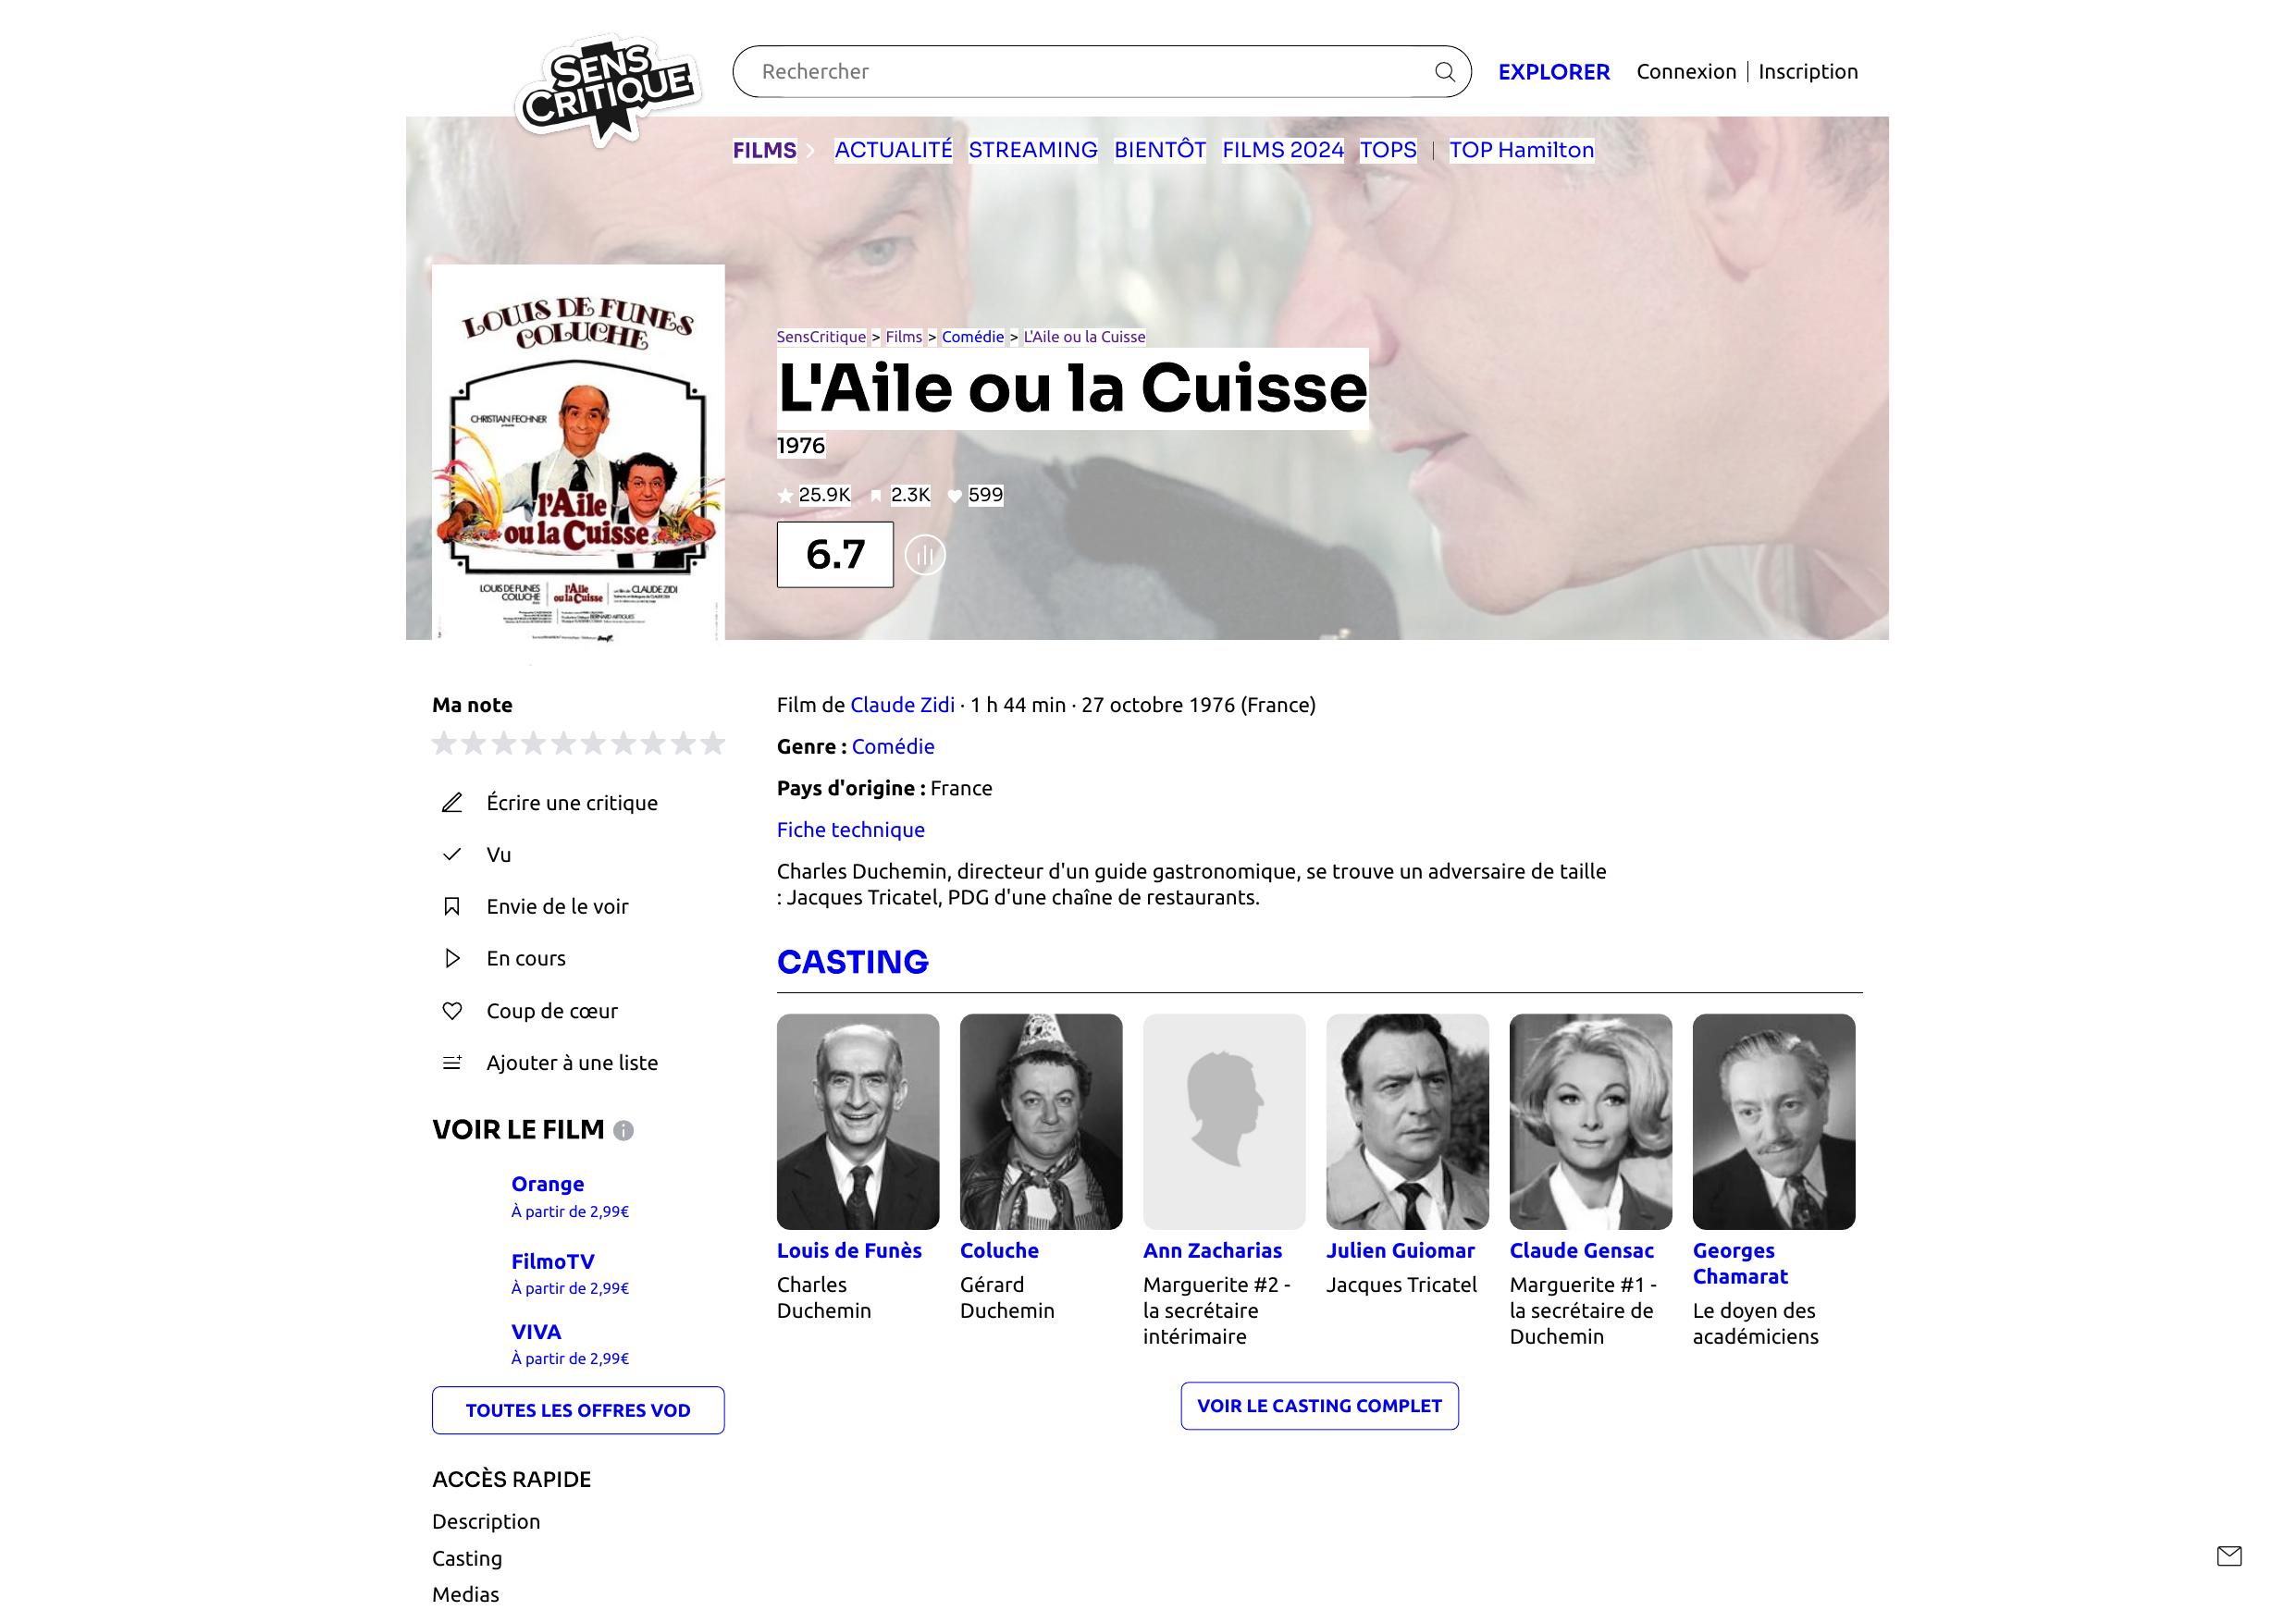 SENS
CRITIQUE
Rechercher
EXPLORER
Connexion | Inscription
FILMS
ACTUALITÉ
STREAMING
BIENTÔT
FILMS 2024
TOPS
|
TOP Hamilton
LOUIS DE FUNES
COLUCHE
CHRISTIAN FECHNER
l'Aile
ou la Cuisse
LOUIS DE FUNES
COLUCHE
l'Aile
ou la Cuisse
CLAUDE ZIDI
SensCritique > Films > Comédie > L'Aile ou la Cuisse
L'Aile ou la Cuisse
1976
25.9K
2.3K
599
6.7
Ma note
Écrire une critique
Vu
Envie de le voir
En cours
Coup de cœur
Ajouter à une liste
VOIR LE FILM
Orange
À partir de 2,99€
FilmoTV
À partir de 2,99€
VIVA
À partir de 2,99€
TOUTES LES OFFRES VOD
ACCÈS RAPIDE
Description
Casting
Medias
Film de Claude Zidi · 1 h 44 min · 27 octobre 1976 (France)
Genre : Comédie
Pays d'origine : France
Fiche technique
Charles Duchemin, directeur d'un guide gastronomique, se trouve un adversaire de taille
: Jacques Tricatel, PDG d'une chaîne de restaurants.
CASTING
Louis de Funès
Charles
Duchemin
Coluche
Gérard
Duchemin
Ann Zacharias
Marguerite #2 -
la secrétaire
intérimaire
Julien Guiomar
Jacques Tricatel
Claude Gensac
Marguerite #1 -
la secrétaire de
Duchemin
Georges
Chamarat
Le doyen des
académiciens
VOIR LE CASTING COMPLET